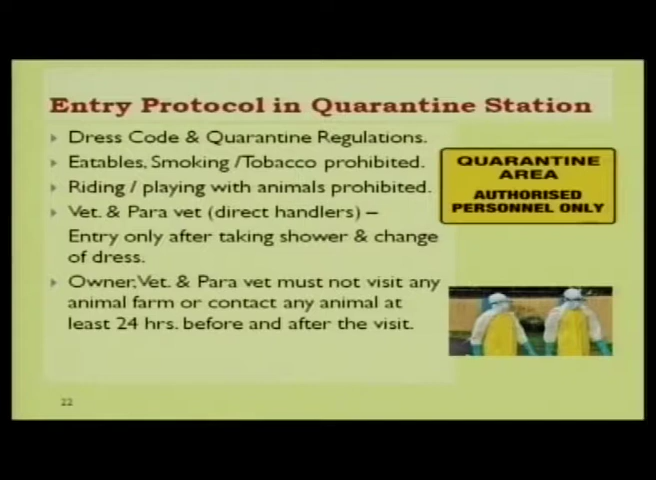 Entry Protocol in Quarantine Station
Dress Code & Quarantine Regulations.
Eatables, Smoking /Tobacco prohibited.
Riding / playing with animals prohibited.
Vet. & Para vet (direct handlers) –
Entry only after taking shower & change
of dress.
Owner, Vet. & Para vet must not visit any
animal farm or contact any animal at
least 24 hrs. before and after the visit.
QUARANTINE
AREA
AUTHORISED
PERSONNEL ONLY
22